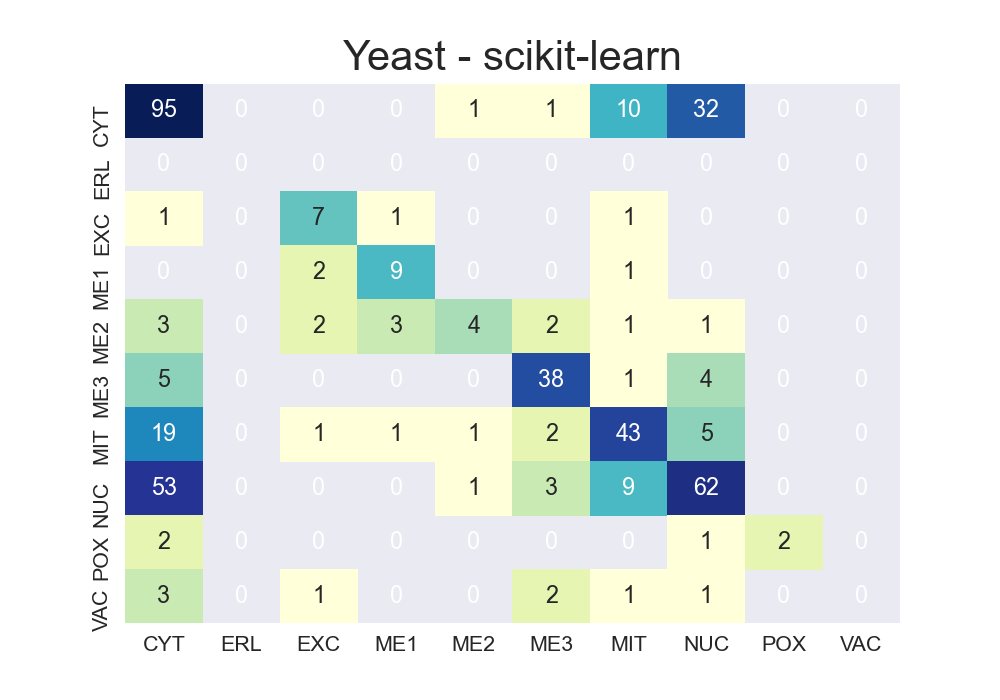 Yeast - scikit-learn
CYT 95 0 0 0 1 1 10 32 0 0
ERL 0 0 0 0 0 0 0 0 0 0
EXC 1 0 7 1 0 0 1 0 0 0
ME1 0 0 2 9 0 0 1 0 0 0
ME2 3 0 2 3 4 2 1 1 0 0
ME3 5 0 0 0 0 38 1 4 0 0
MIT 19 0 1 1 1 2 43 5 0 0
NUC 53 0 0 0 1 3 9 62 0 0
POX 2 0 0 0 0 0 0 1 2 0
VAC 3 0 1 0 0 2 1 1 0 0
CYT ERL EXC ME1 ME2 ME3 MIT NUC POX VAC